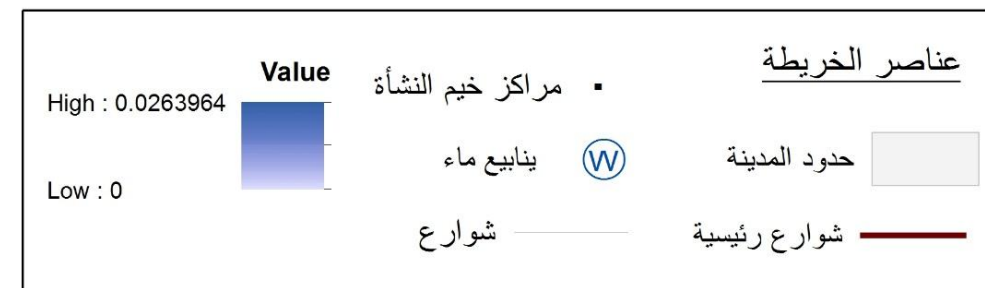 عناصر الخريطة
حدود المدينة
شوارع رئيسية
مراكز خيم النشأة
ينابيع ماء
W
شوارع
Value
High : 0.0263964
Low : 0